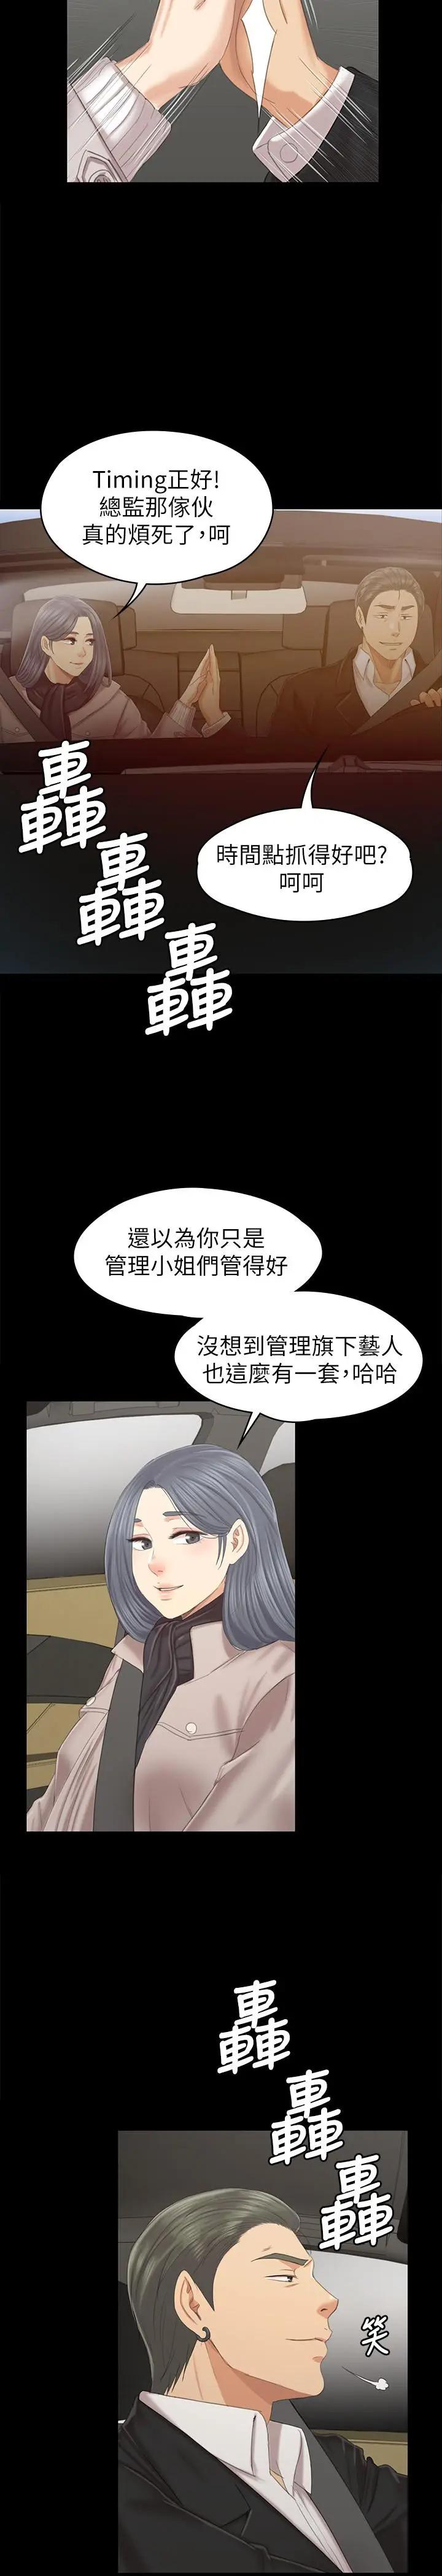 Timing正好!
總監那傢伙
真的煩死了,呵
轟
轟
轟
時間點抓得好吧?
呵呵
還以為你只是
管理小姐們管得好
沒想到管理旗下藝人
也這麼有一套,哈哈
轟
轟
轟
笑